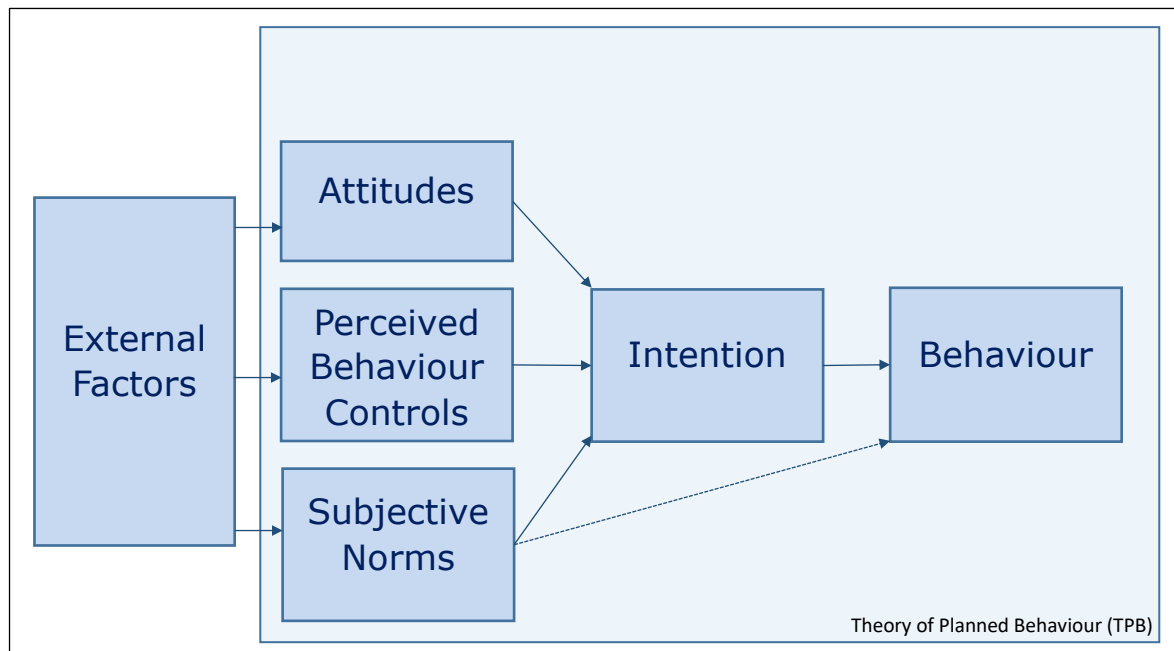 External
Factors
Attitudes
Perceived
Behaviour
Controls
Subjective
Norms
Intention
Behaviour
Theory of Planned Behaviour (TPB)